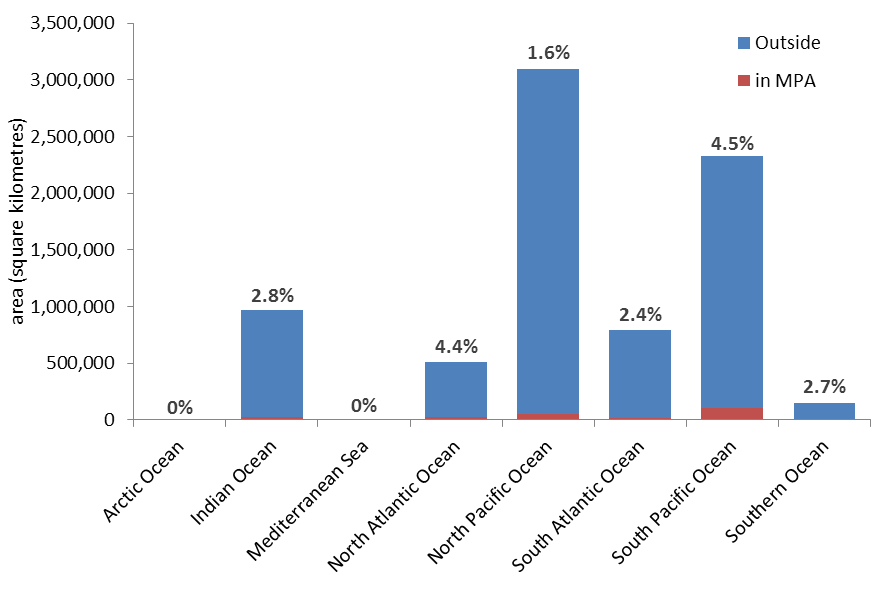 3,500,000
3,000,000
2,500,000
2,000,000
1,500,000
1,000,000
500,000
0
area (square kilometres)
Outside
in MPA
0%
2.8%
0%
4.4%
1.6%
2.4%
4.5%
2.7%
Arctic Ocean
Indian Ocean
Mediterranean Sea
North Atlantic Ocean
North Pacific Ocean
South Atlantic Ocean
South Pacific Ocean
Southern Ocean